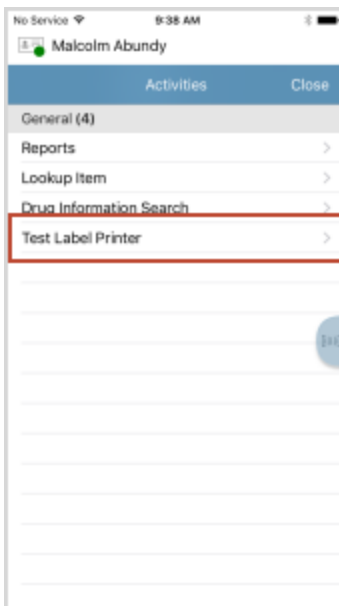 No Service 9:38 AM
Malcolm Abundy
Activities Close
General (4)
Reports
Lookup Item
Drug Information Search
Test Label Printer